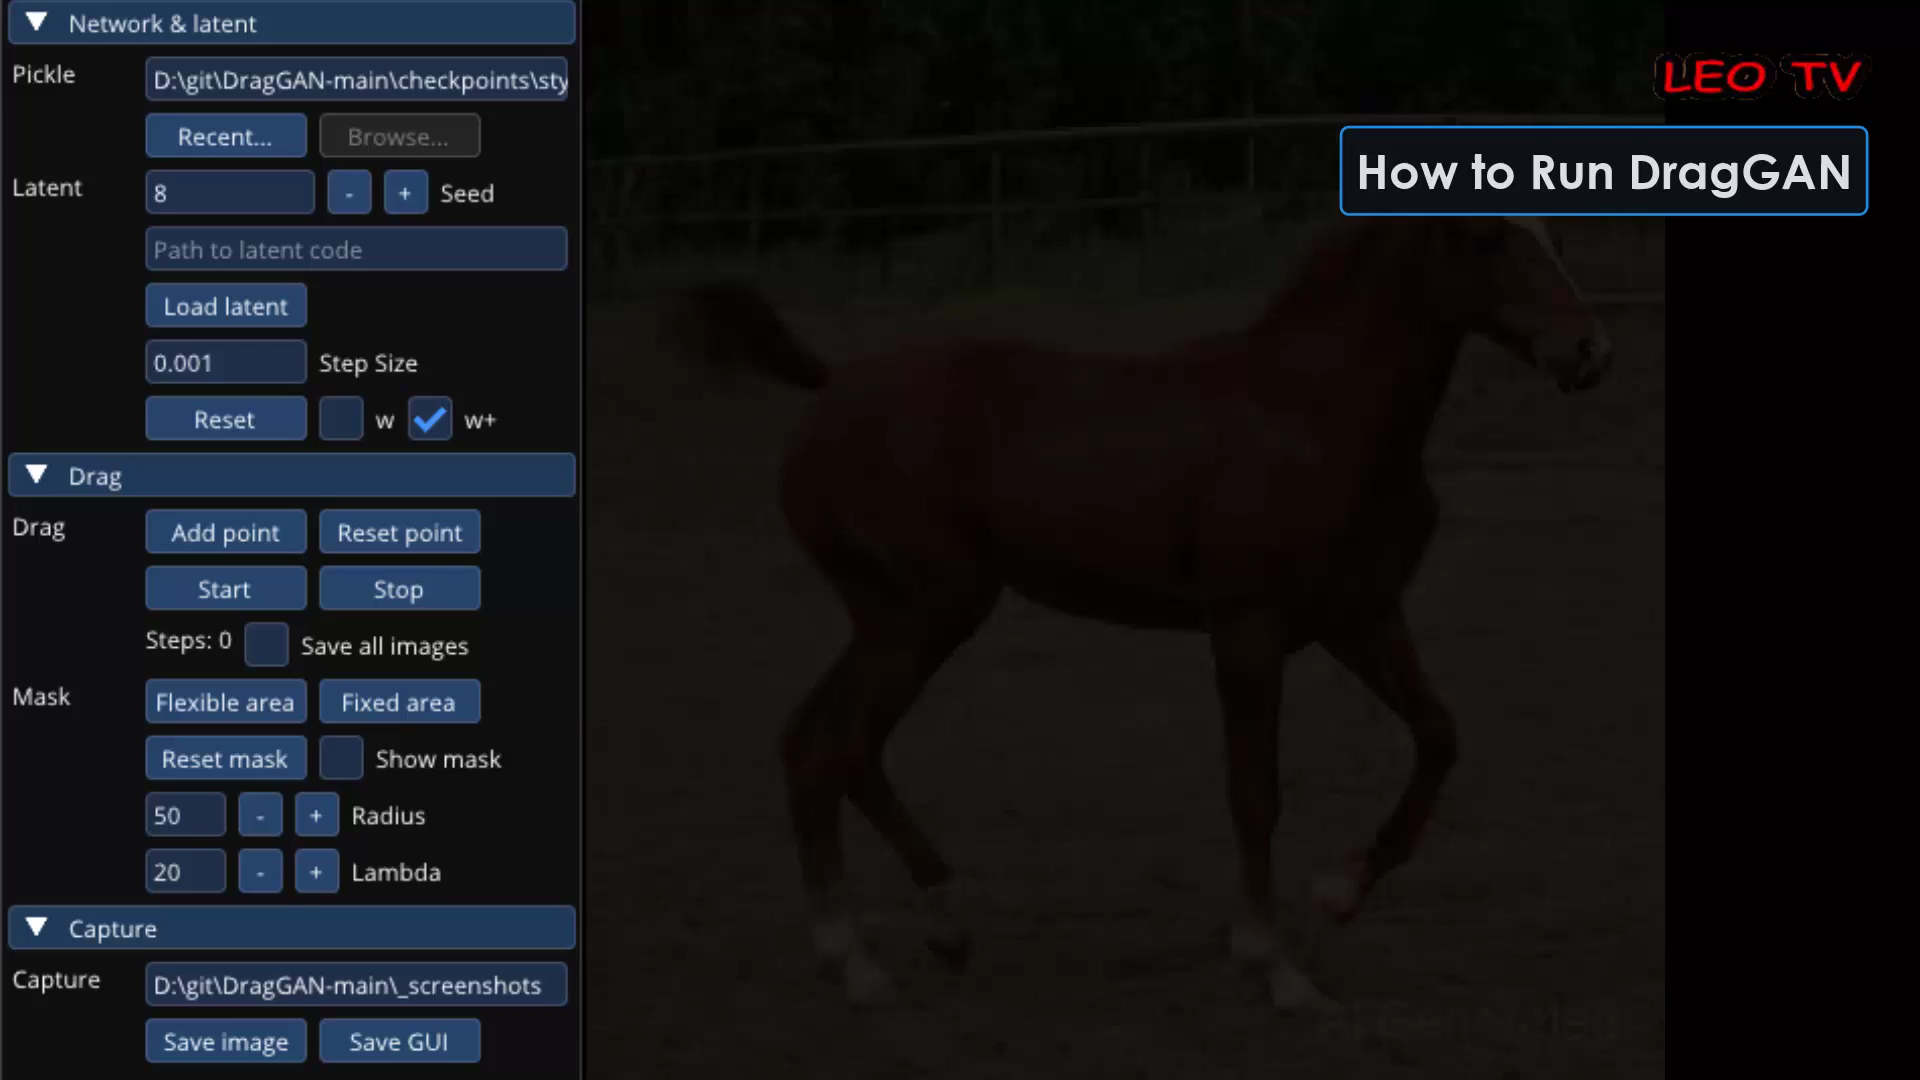 Network & latent
Pickle
D:\git\DragGAN-main\checkpoints\sty
Recent...
Browse...
Latent
8
-
+
Seed
Path to latent code
Load latent
0.001
Step Size
Reset
w
w+
Drag
Drag
Add point
Reset point
Start
Stop
Steps: 0
Save all images
Mask
Flexible area
Fixed area
Reset mask
Show mask
50
-
+
Radius
20
-
+
Lambda
Capture
Capture
D:\git\DragGAN-main\_screenshots
Save image
Save GUI
LEO TV
How to Run DragGAN